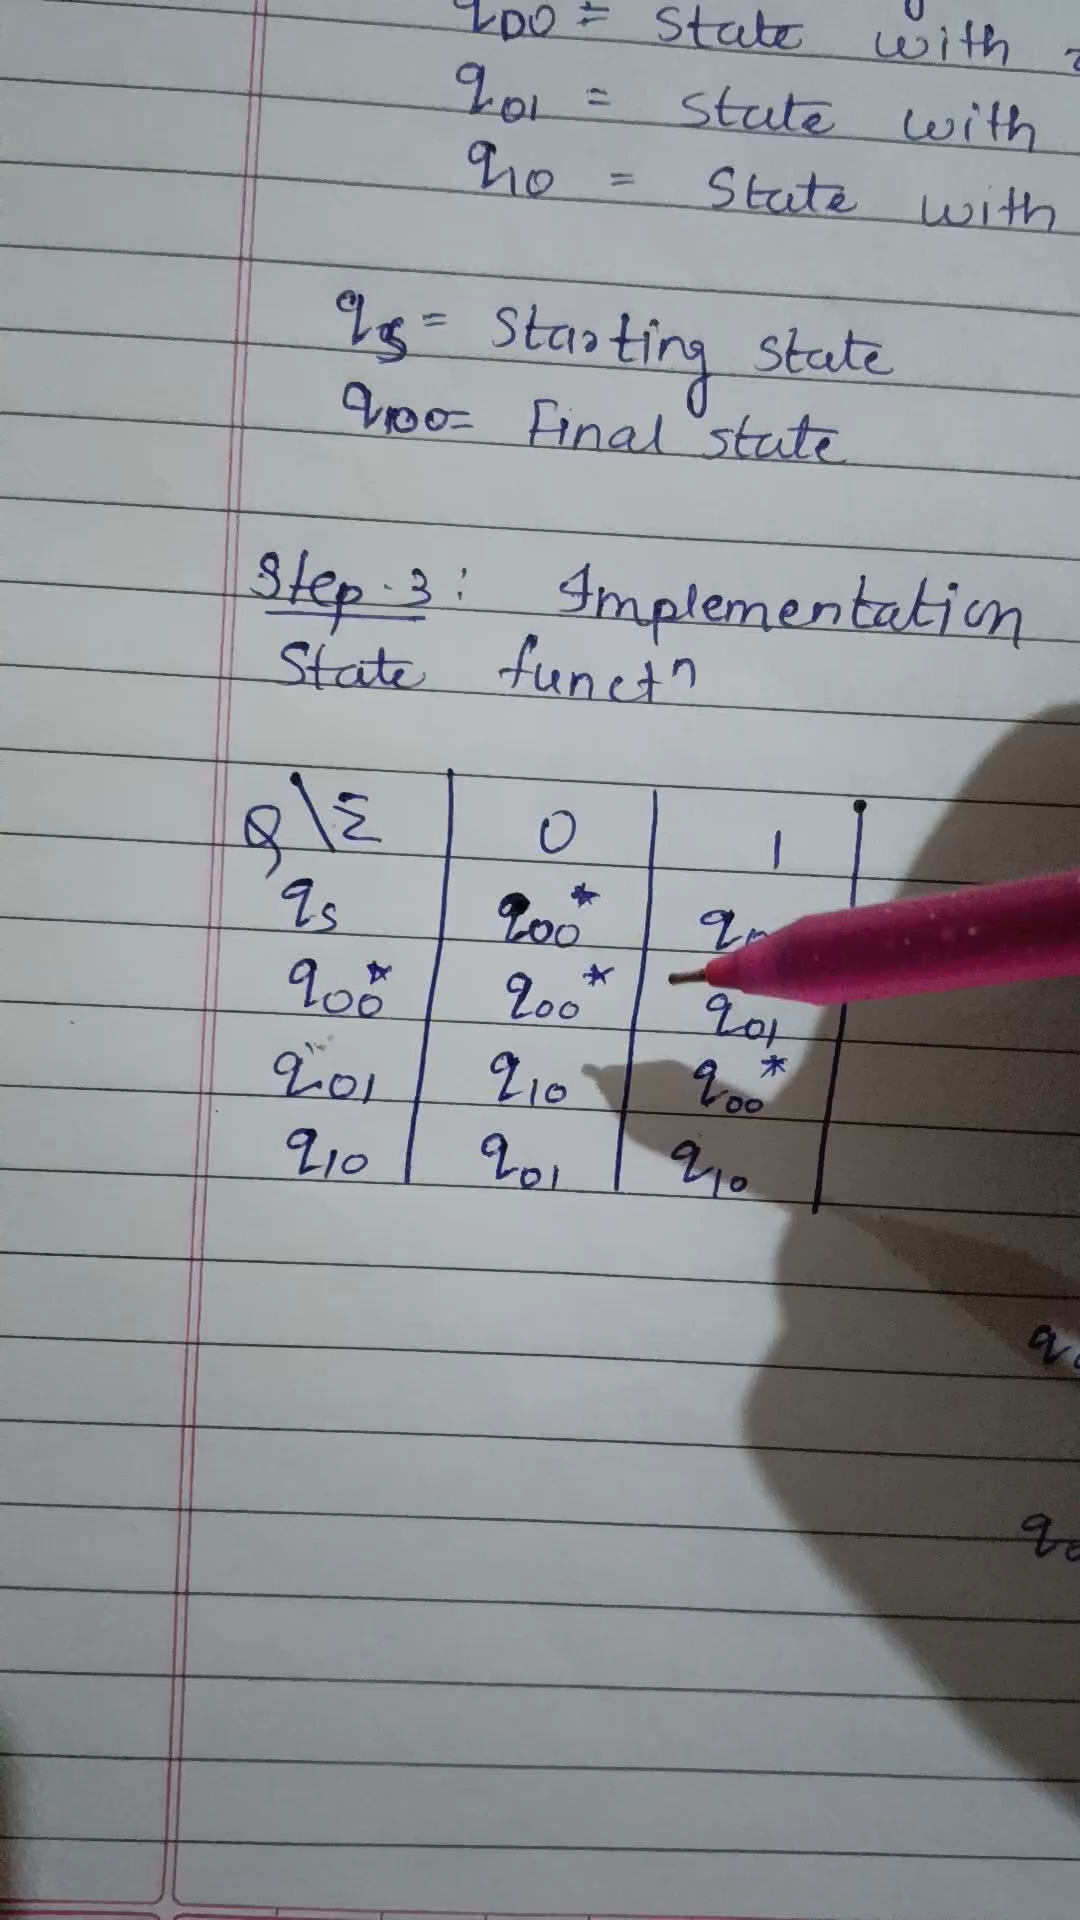 q00 = State with
q01 = State with
q10 = State with
qs = Starting state
q00 = Final state
Step-3: Implementation
State functn
Q\Σ 0 1
qs q00*
q00* q00* q01
q01 q10 q00*
q10 q01 q10